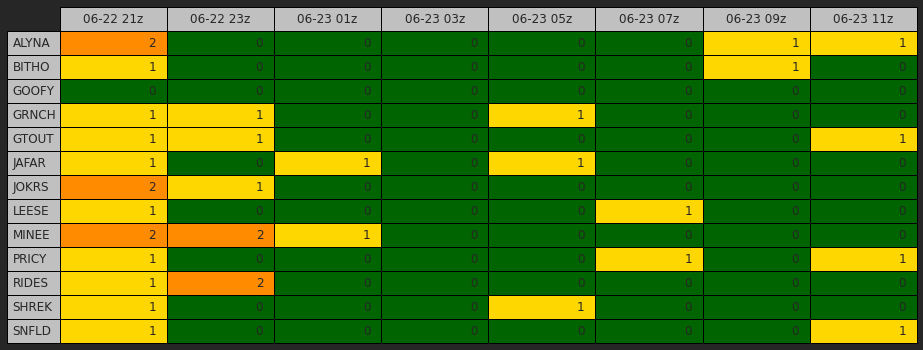 06-22 21z 06-22 23z 06-23 01z 06-23 03z 06-23 05z 06-23 07z 06-23 09z 06-23 11z
ALYNA 2 0 0 0 0 0 1 1
BITHO 1 0 0 0 0 0 1 0
GOOFY 0 0 0 0 0 0 0 0
GRNCH 1 1 0 0 1 0 0 0
GTOUT 1 1 0 0 0 0 0 1
JAFAR 1 0 1 0 1 0 0 0
JOKRS 2 1 0 0 0 0 0 0
LEESE 1 0 0 0 0 1 0 0
MINEE 2 2 1 0 0 0 0 0
PRICY 1 0 0 0 0 1 0 1
RIDES 1 2 0 0 0 0 0 0
SHREK 1 0 0 0 1 0 0 0
SNFLD 1 0 0 0 0 0 0 1